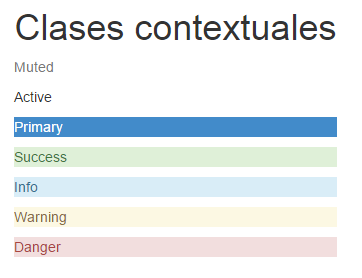 Clases contextuales
Muted
Active
Primary
Success
Info
Warning
Danger